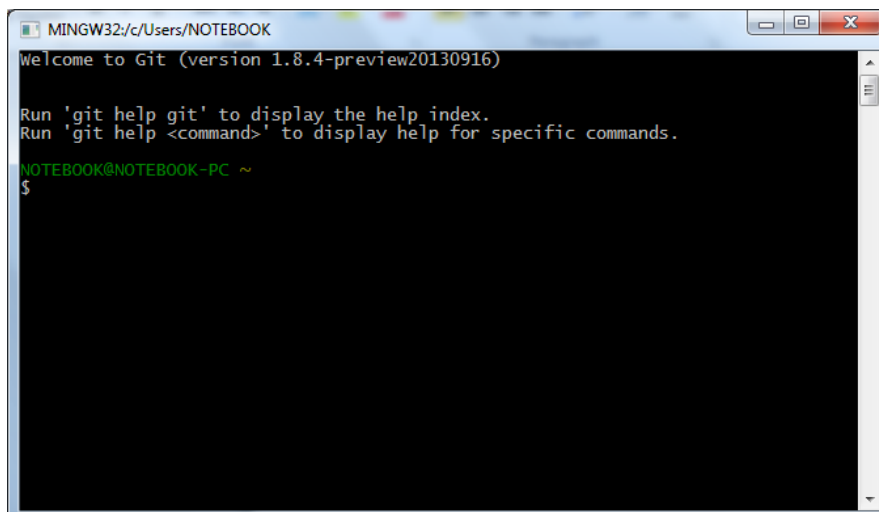 MINGW32:/c/Users/NOTEBOOK
Welcome to Git (version 1.8.4-preview20130916)
Run 'git help git' to display the help index.
Run 'git help <command>' to display help for specific commands.
NOTEBOOK@NOTEBOOK-PC ~
$